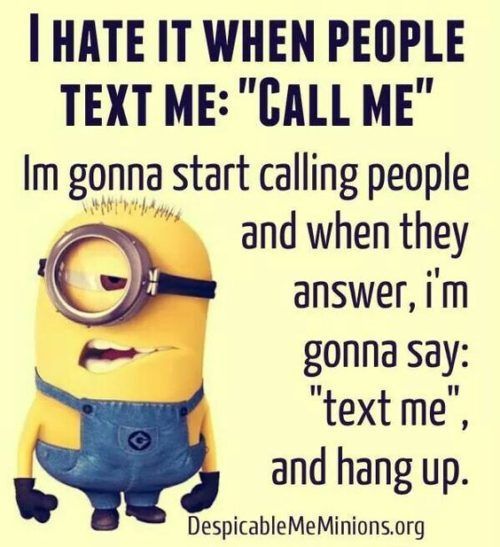 I HATE IT WHEN PEOPLE
TEXT ME: "CALL ME"
Im gonna start calling people
and when they
answer, i'm
gonna say:
"text me",
and hang up.
DespicableMeMinions.org